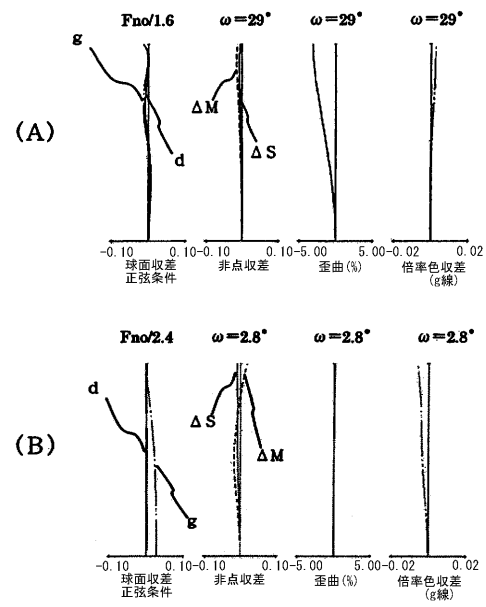 Fno/1.6 ω=29° ω=29° ω=29°
g
(A)
ΔM
ΔS
d
-0.10 0.10 -0.10 0.10 -5.00 5.00 -0.02 0.02
球面収差 非点収差 歪曲(%) 倍率色収差
正弦条件 (g線)
Fno/2.4 ω=2.8° ω=2.8° ω=2.8°
d
(B)
ΔS
ΔM
g
-0.10 0.10 -0.10 0.10 -5.00 5.00 -0.02 0.02
球面収差 非点収差 歪曲(%) 倍率色収差
正弦条件 (g線)